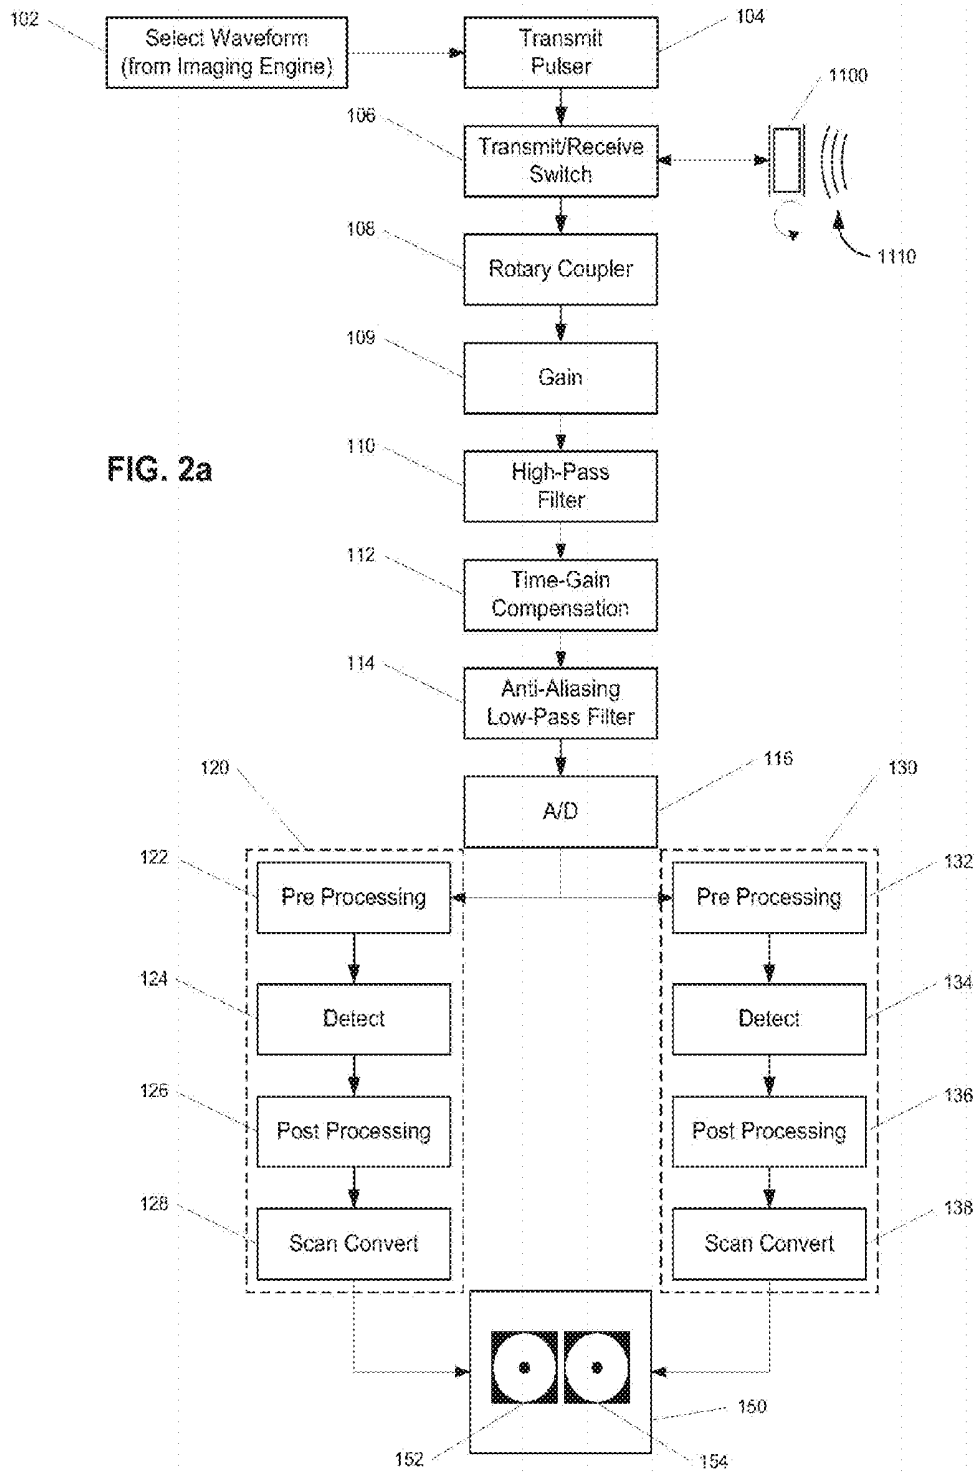 102
Select Waveform
(from Imaging Engine)
Transmit
Pulser
104
106
Transmit/Receive
Switch
1100
1110
108
Rotary Coupler
109
Gain
FIG. 2a
110
High-Pass
Filter
112
Time-Gain
Compensation
114
Anti-Aliasing
Low-Pass Filter
116
A/D
120
130
122
Pre Processing
Pre Processing
132
124
Detect
Detect
134
126
Post Processing
Post Processing
136
128
Scan Convert
Scan Convert
138
150
152
154